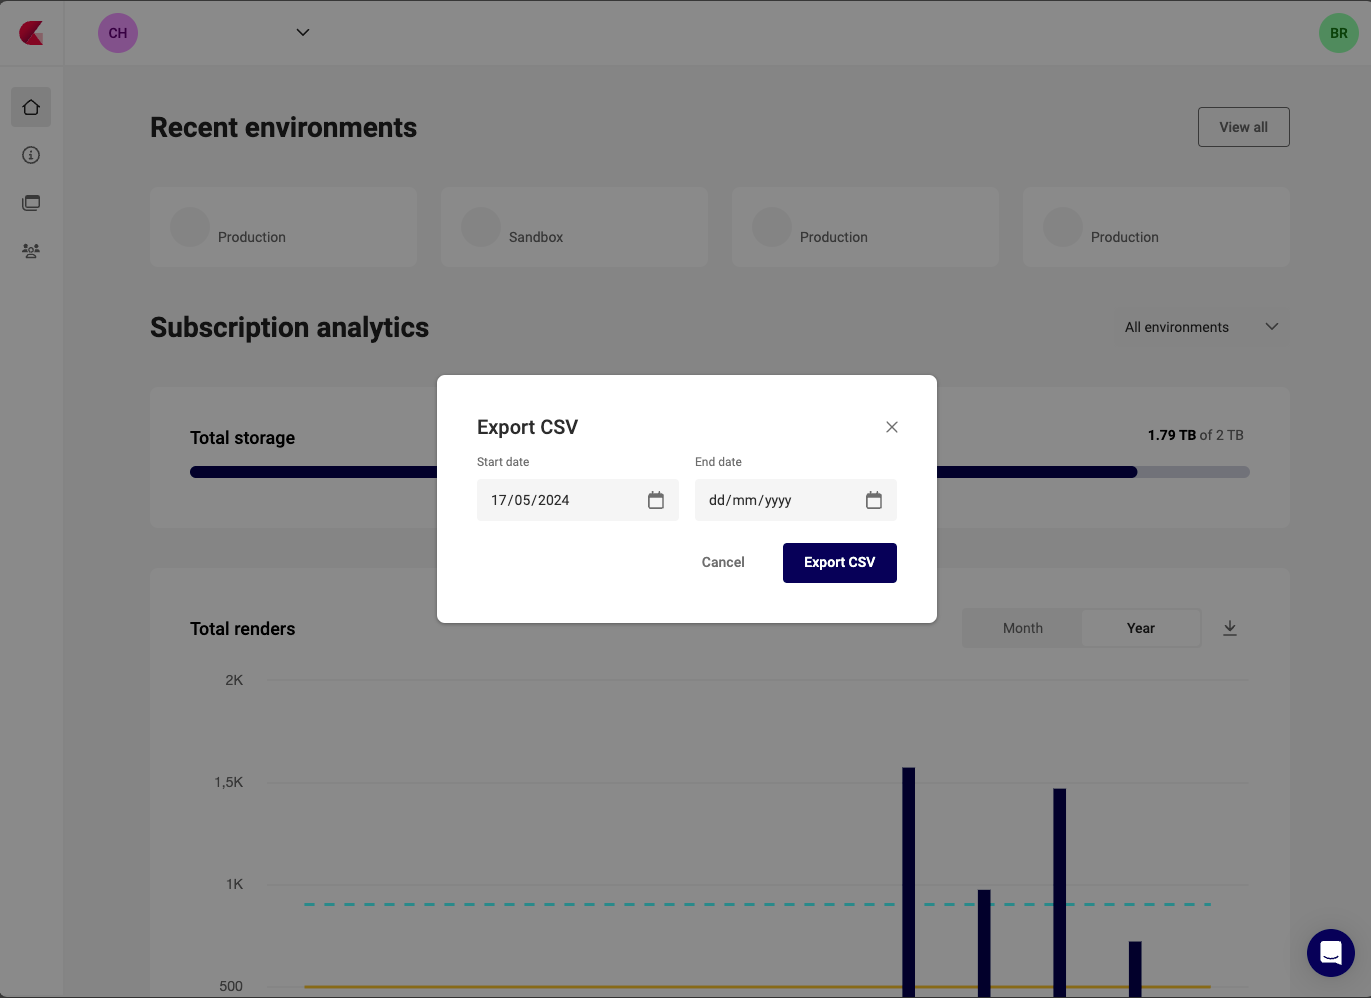 CH
BR
Recent environments
View all
Production
Sandbox
Production
Production
Subscription analytics
All environments
Total storage
1.79 TB of 2 TB
Export CSV
Start date
End date
17/05/2024
dd/mm/yyyy
Cancel
Export CSV
Total renders
Month
Year
2K
1,5K
1K
500